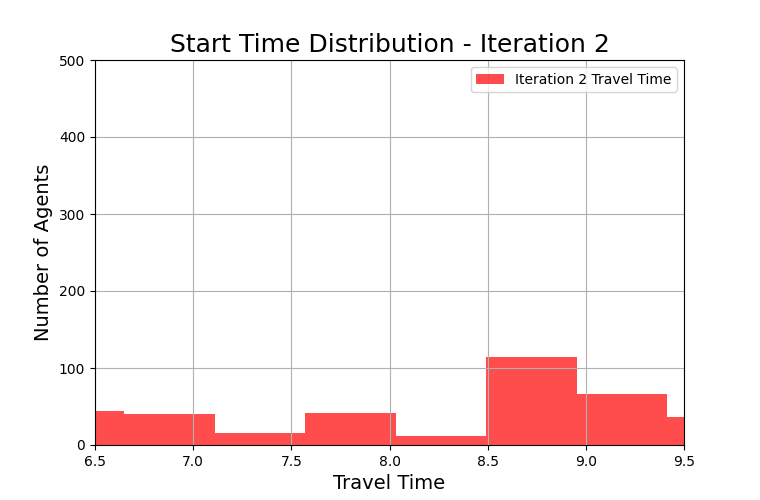 Start Time Distribution - Iteration 2
Iteration 2 Travel Time
500
400
300
200
100
0
Number of Agents
6.5 7.0 7.5 8.0 8.5 9.0 9.5
Travel Time